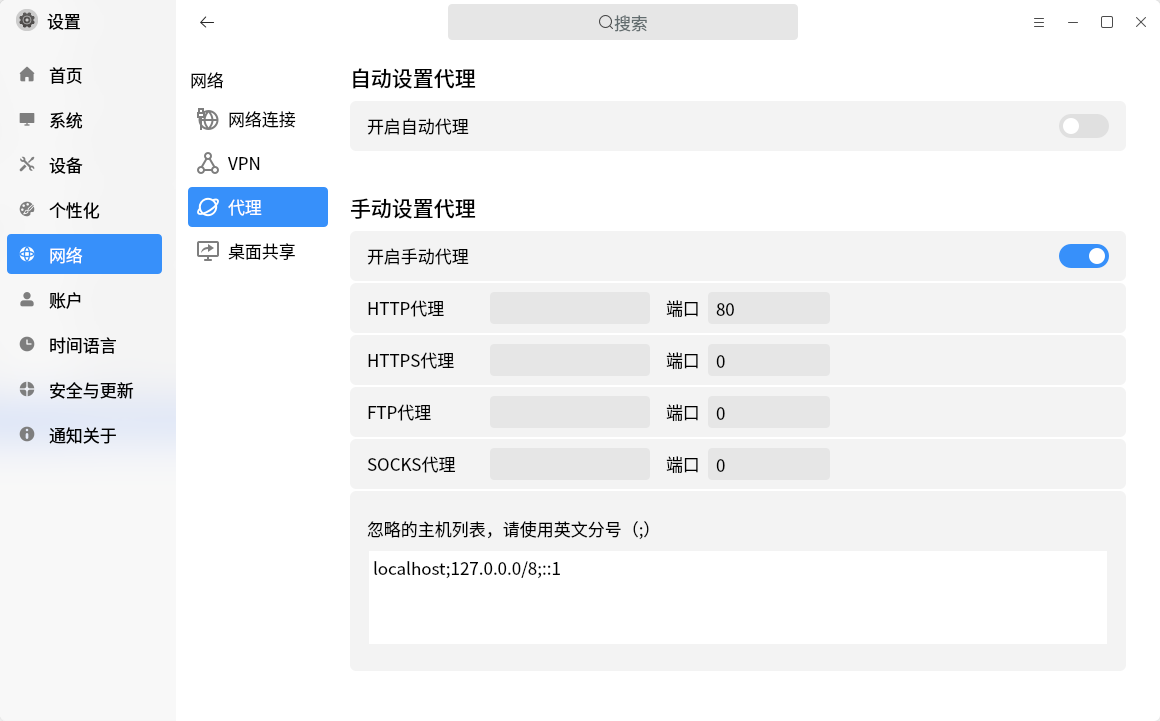 设置
搜索
首页
系统
设备
个性化
网络
账户
时间语言
安全与更新
通知关于
网络
网络连接
VPN
代理
桌面共享
自动设置代理
开启自动代理
手动设置代理
开启手动代理
HTTP代理 端口 80
HTTPS代理 端口 0
FTP代理 端口 0
SOCKS代理 端口 0
忽略的主机列表，请使用英文分号（;）
localhost;127.0.0.0/8;::1